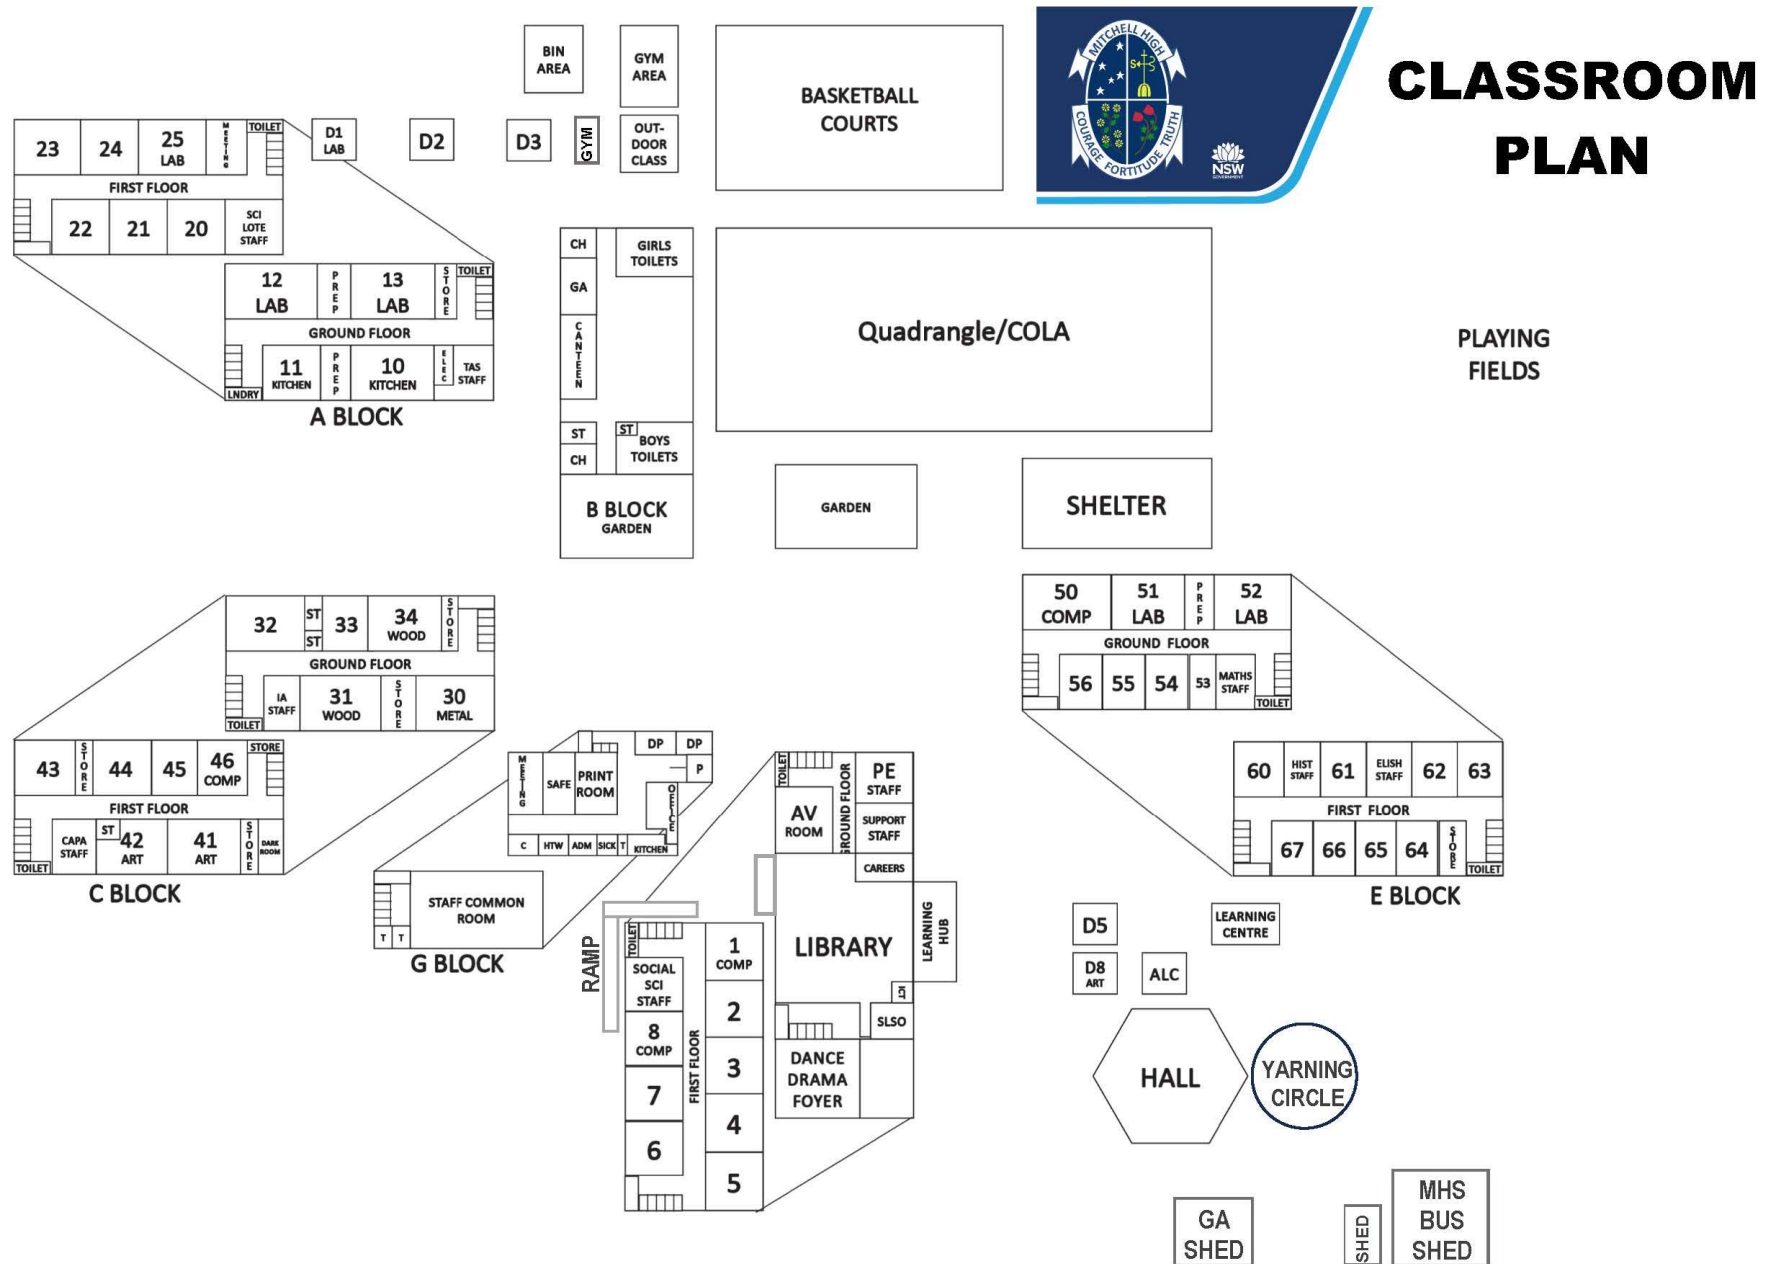 MITCHELL HIGH
COURAGE FORTITUDE TRUTH
NSW
GOVERNMENT
CLASSROOM
PLAN
BIN
AREA
GYM
AREA
BASKETBALL
COURTS
23
24
25
LAB
MEETING
TOILET
D1
LAB
D2
D3
GYM
OUT-
DOOR
CLASS
FIRST FLOOR
22
21
20
SCI
LOTE
STAFF
12
LAB
PREP
13
LAB
STORE
TOILET
GROUND FLOOR
11
KITCHEN
PREP
10
KITCHEN
ELEC
TAS
STAFF
LNDRY
A BLOCK
CH
GIRLS
TOILETS
GA
CANTEEN
ST
ST
BOYS
TOILETS
CH
B BLOCK
GARDEN
Quadrangle/COLA
PLAYING
FIELDS
GARDEN
SHELTER
32
ST
ST
33
34
WOOD
STORE
GROUND FLOOR
IA
STAFF
31
WOOD
STORE
30
METAL
TOILET
43
STORE
44
45
46
COMP
STORE
FIRST FLOOR
CAPA
STAFF
ST
42
ART
41
ART
STORE
DARK
ROOM
TOILET
C BLOCK
DP
DP
P
MEETING
SAFE
PRINT
ROOM
OFFICE
C
HTW
ADM
SICK
T
KITCHEN
STAFF COMMON
ROOM
T
T
G BLOCK
RAMP
TOILET
SOCIAL
SCI
STAFF
8
COMP
7
6
FIRST FLOOR
1
COMP
2
3
4
5
TOILET
GROUND FLOOR
PE
STAFF
AV
ROOM
SUPPORT
STAFF
CAREERS
LIBRARY
LEARNING
HUB
ICT
SLSO
DANCE
DRAMA
FOYER
50
COMP
51
LAB
PREP
52
LAB
GROUND FLOOR
56
55
54
53
MATHS
STAFF
TOILET
60
HIST
STAFF
61
ELISH
STAFF
62
63
FIRST FLOOR
67
66
65
64
STORE
TOILET
E BLOCK
D5
LEARNING
CENTRE
D8
ART
ALC
HALL
YARNING
CIRCLE
GA
SHED
SHED
MHS
BUS
SHED